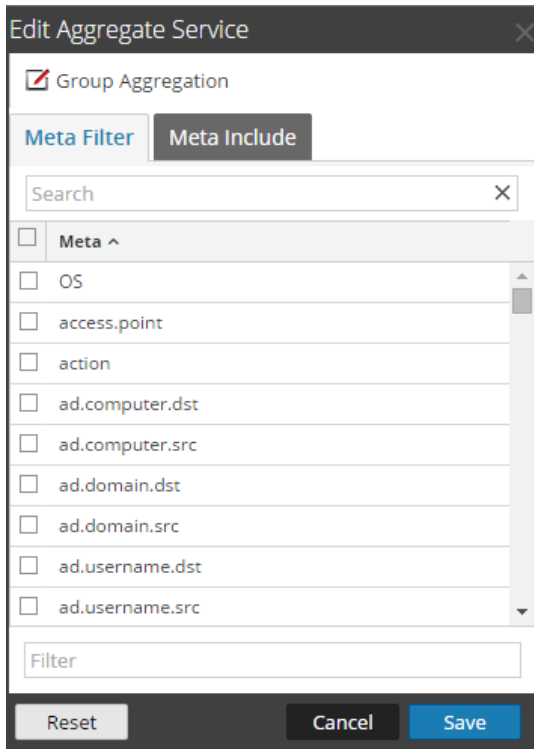 Edit Aggregate Service
Group Aggregation
Meta Filter Meta Include
Search
Meta
OS
access.point
action
ad.computer.dst
ad.computer.src
ad.domain.dst
ad.domain.src
ad.username.dst
ad.username.src
Filter
Reset Cancel Save